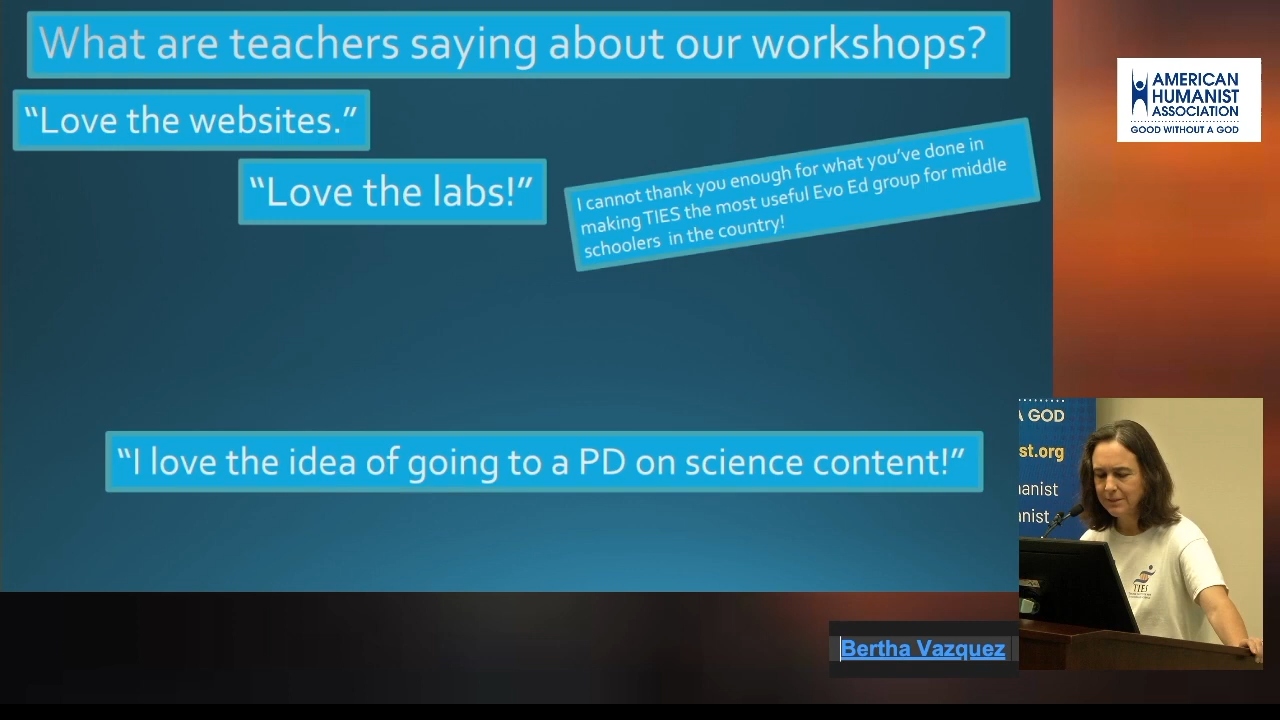 What are teachers saying about our workshops?
“Love the websites.”
“Love the labs!”
I cannot thank you enough for what you’ve done in
making TIES the most useful Evo Ed group for middle
schoolers in the country!
“I love the idea of going to a PD on science content!”
AMERICAN
HUMANIST
ASSOCIATION
GOOD WITHOUT A GOD
A GOD
st.org
anist
nist
TIES
Bertha Vazquez